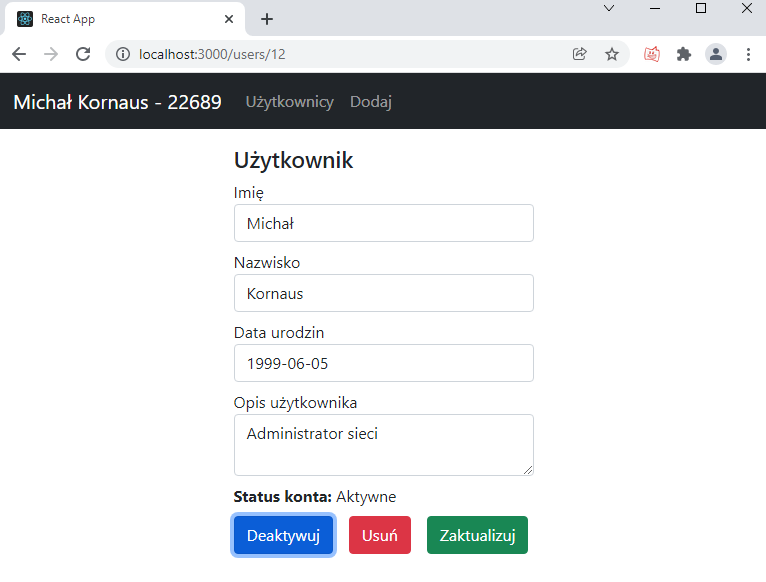 React App
localhost:3000/users/12
Michał Kornaus - 22689 Użytkownicy Dodaj
Użytkownik
Imię
Michał
Nazwisko
Kornaus
Data urodzin
1999-06-05
Opis użytkownika
Administrator sieci
Status konta: Aktywne
Deaktywuj Usuń Zaktualizuj